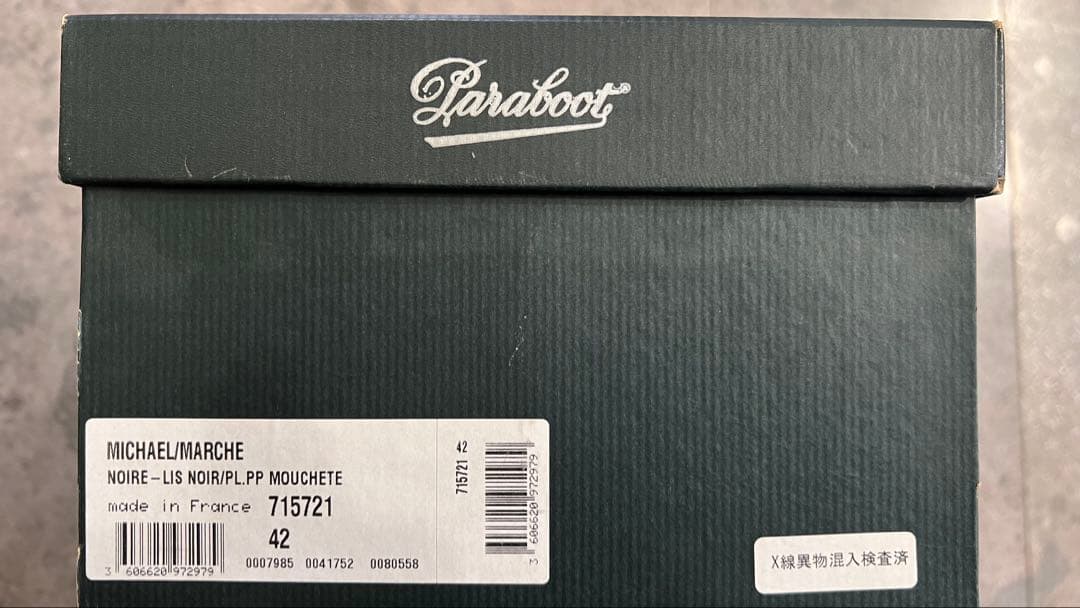 Paraboot®
MICHAEL/MARCHE
NOIRE–LIS NOIR/PL.PP MOUCHETE
made in France 715721
42
3 606620 972979
0007985 0041752 0080558
715721 42
3 606620 972979
X線異物混入検査済